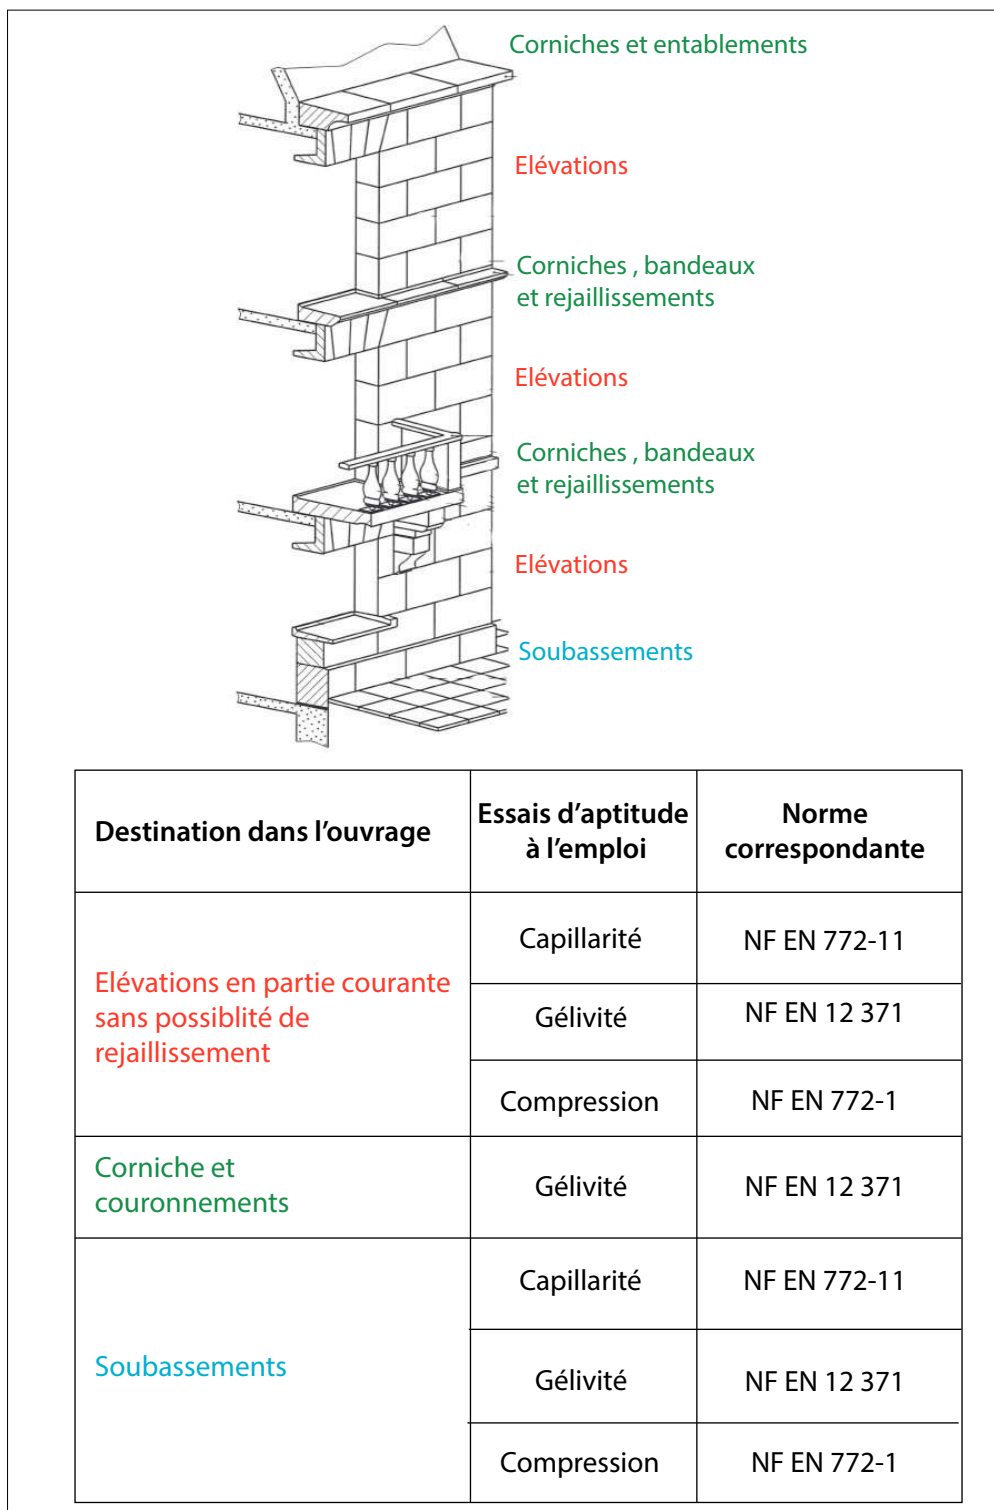 Corniches et entablements
Elévations
Corniches , bandeaux
et rejaillissements
Elévations
Corniches , bandeaux
et rejaillissements
Elévations
Soubassements
Destination dans l'ouvrage
Essais d'aptitude
à l'emploi
Norme
correspondante
Elévations en partie courante
sans possiblité de
rejaillissement
Capillarité
NF EN 772-11
Gélivité
NF EN 12 371
Compression
NF EN 772-1
Corniche et
couronnements
Gélivité
NF EN 12 371
Soubassements
Capillarité
NF EN 772-11
Gélivité
NF EN 12 371
Compression
NF EN 772-1